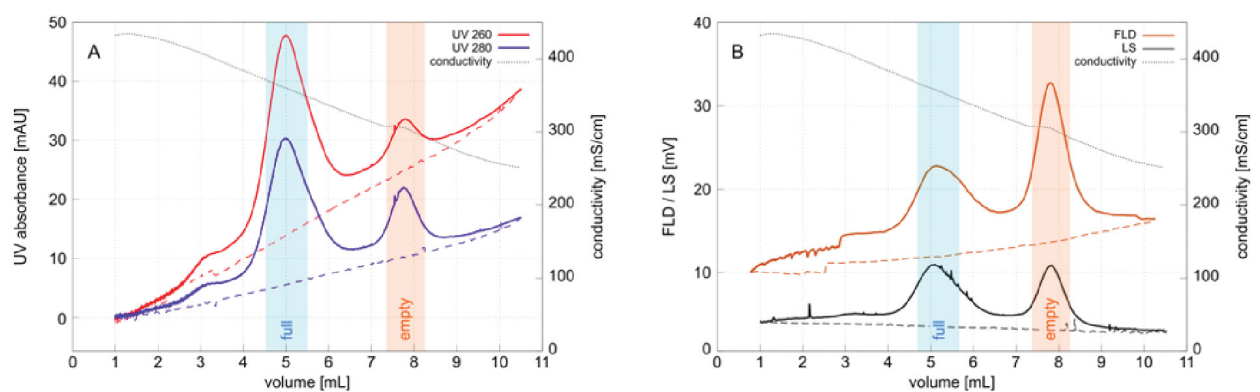 A
UV 260
UV 280
conductivity
UV absorbance [mAU]
50
40
30
20
10
0
conductivity [mS/cm]
400
300
200
100
0
full
empty
0 1 2 3 4 5 6 7 8 9 10 11
volume [mL]
B
FLD
LS
conductivity
FLD / LS [mV]
40
30
20
10
0
conductivity [mS/cm]
400
300
200
100
0
full
empty
0 1 2 3 4 5 6 7 8 9 10 11
volume [mL]